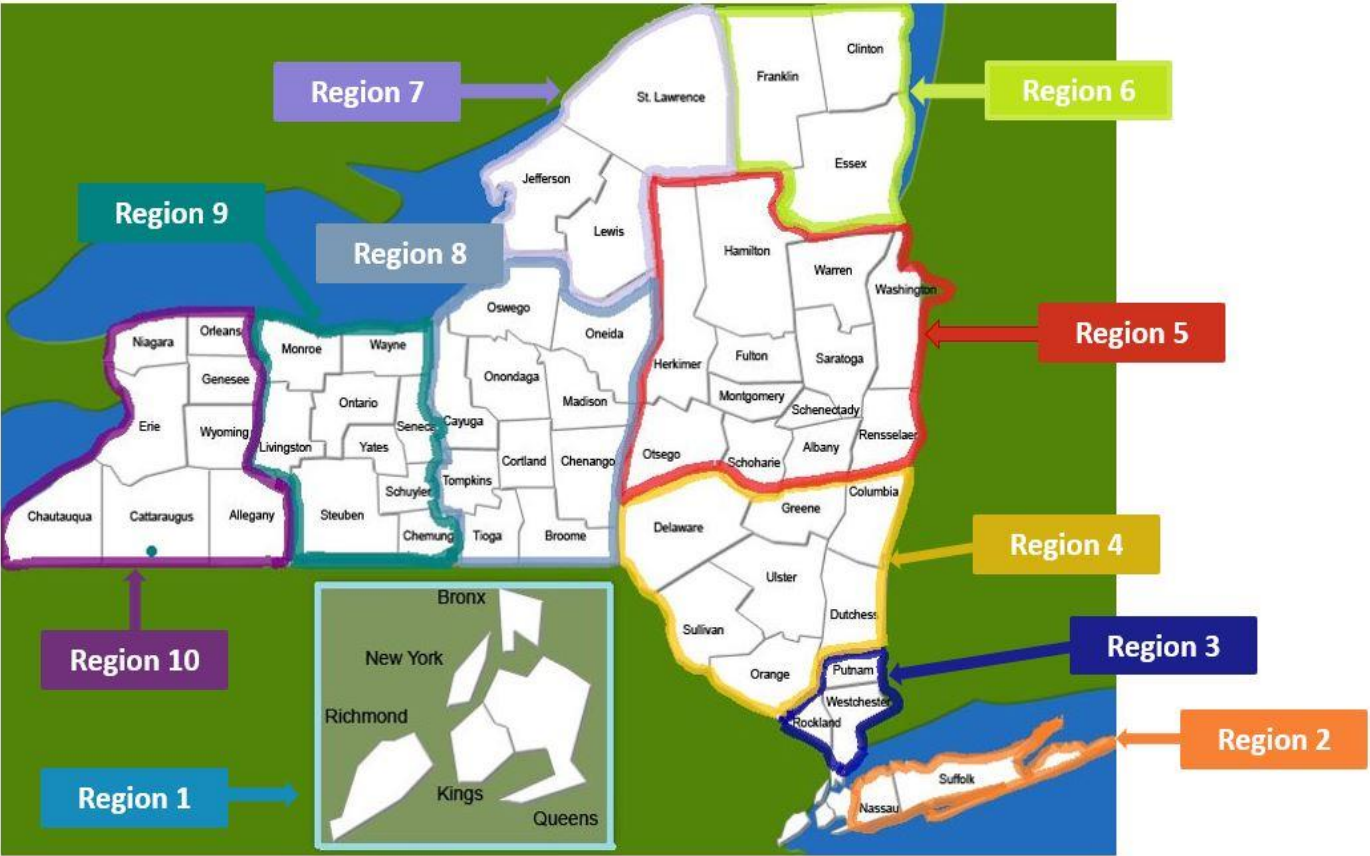 Clinton
Franklin
Region 7
Region 6
St. Lawrence
Essex
Jefferson
Region 9
Lewis
Region 8
Hamilton
Warren
Washington
Oswego
Orleans
Niagara
Oneida
Region 5
Monroe
Wayne
Fulton
Saratoga
Herkimer
Genesee
Onondaga
Montgomery
Ontario
Madison
Schenectady
Cayuga
Seneca
Erie
Wyoming
Livingston
Yates
Albany
Rensselaer
Otsego
Schoharie
Cortland
Chenango
Tompkins
Schuyler
Columbia
Greene
Chautauqua
Cattaraugus
Allegany
Steuben
Delaware
Chemung
Tioga
Broome
Region 4
Ulster
Bronx
Dutchess
Sullivan
Region 3
New York
Region 10
Putnam
Orange
Westchester
Richmond
Rockland
Region 2
Suffolk
Region 1
Kings
Nassau
Queens